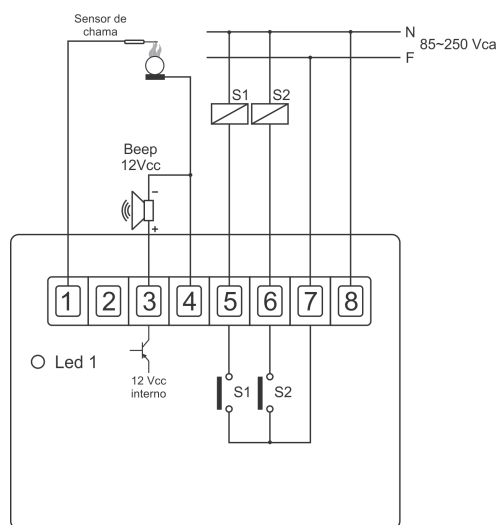 Sensor de
chama
N
85~250 Vca
F
S1
S2
Beep
12Vcc
–
+
1 2 3 4 5 6 7 8
Led 1
12 Vcc
interno
S1
S2